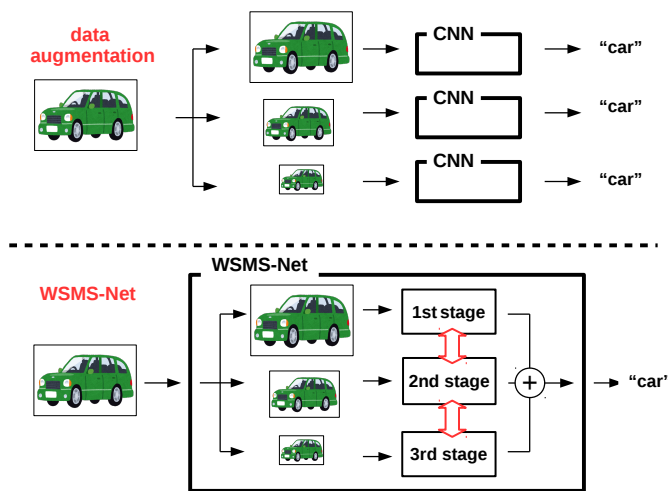 data
augmentation
CNN
“car”
CNN
“car”
CNN
“car”
WSMS-Net
WSMS-Net
1st stage
2nd stage
+
“car’
3rd stage